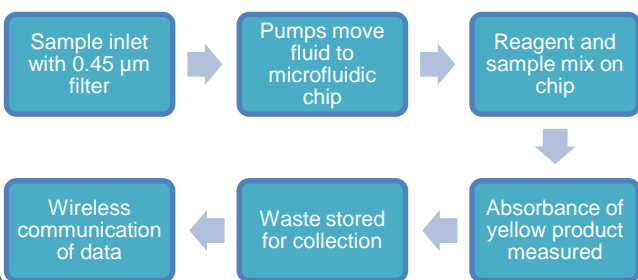 Sample inlet
with 0.45 µm
filter
Pumps move
fluid to
microfluidic
chip
Reagent and
sample mix on
chip
Absorbance of
yellow product
measured
Waste stored
for collection
Wireless
communication
of data